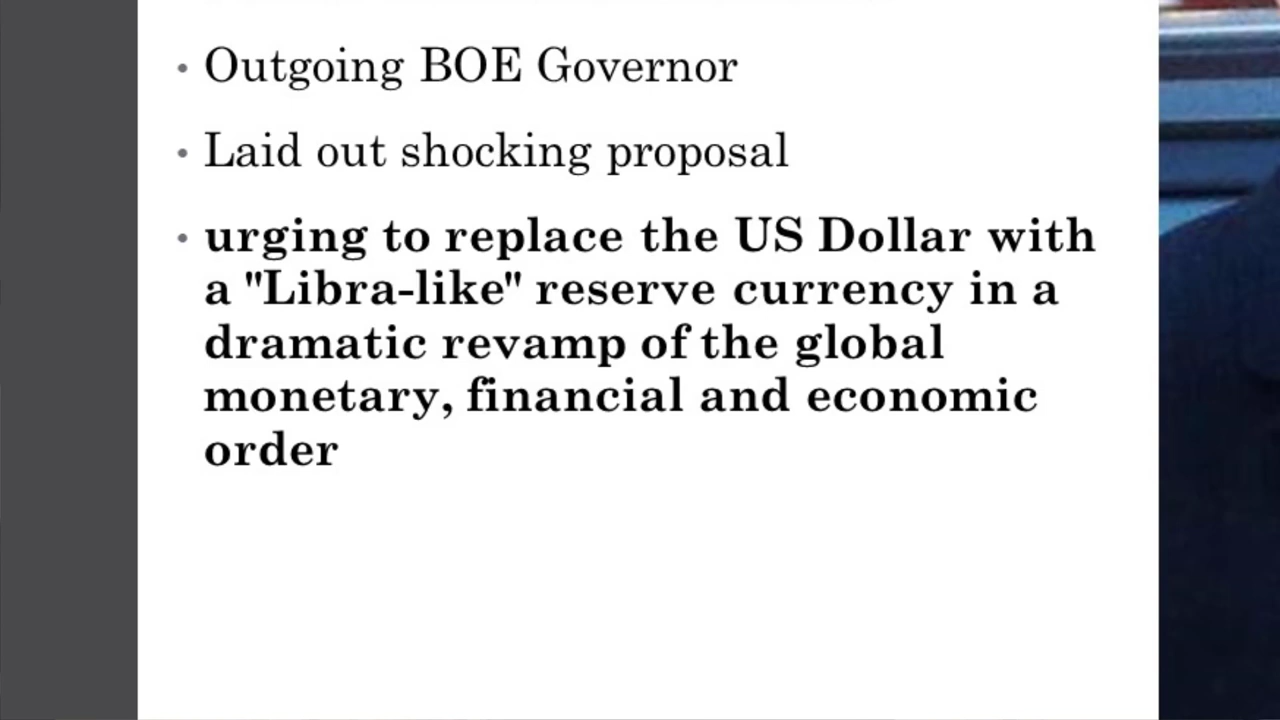 • Outgoing BOE Governor
• Laid out shocking proposal
• urging to replace the US Dollar with
a "Libra-like" reserve currency in a
dramatic revamp of the global
monetary, financial and economic
order